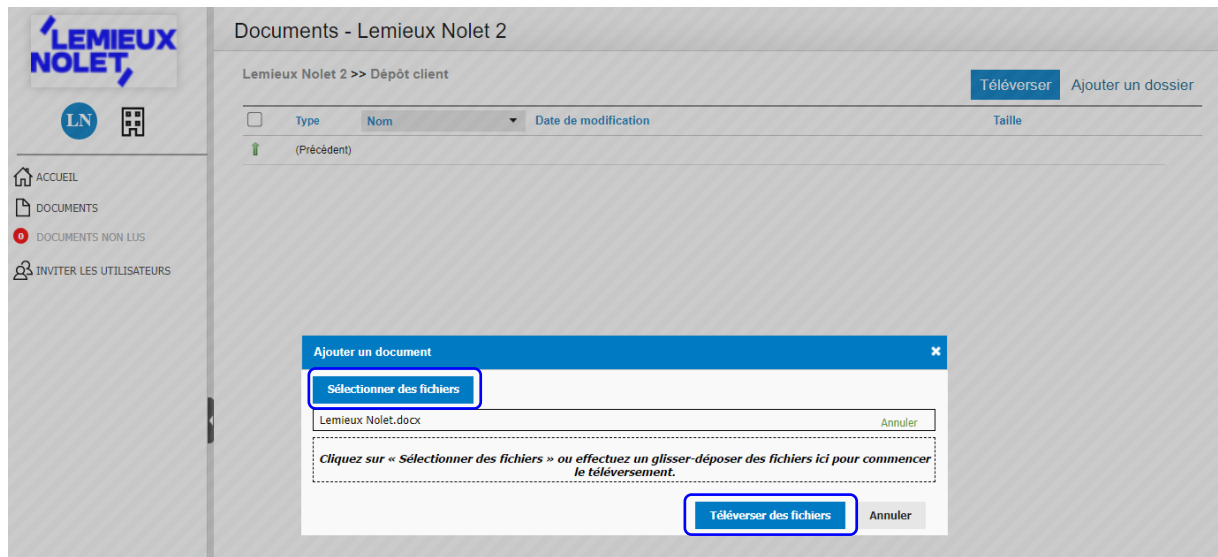 LEMIEUX
NOLET
LN
ACCUEIL
DOCUMENTS
0 DOCUMENTS NON LUS
INVITER LES UTILISATEURS
Documents - Lemieux Nolet 2
Lemieux Nolet 2 >> Dépôt client
Téléverser Ajouter un dossier
Type Nom Date de modification Taille
(Précédent)
Ajouter un document
Sélectionner des fichiers
Lemieux Nolet.docx Annuler
Cliquez sur « Sélectionner des fichiers » ou effectuez un glisser-déposer des fichiers ici pour commencer
le téléversement.
Téléverser des fichiers Annuler